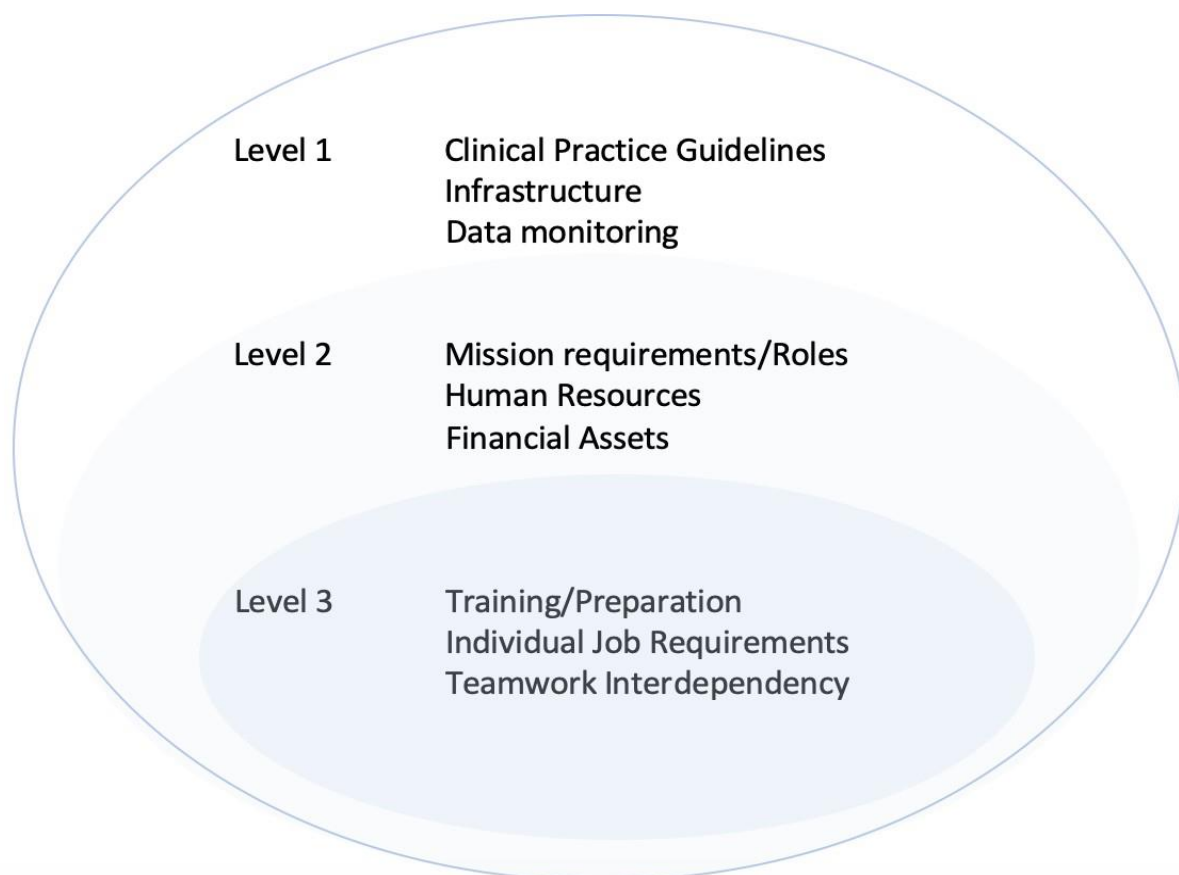 Level 1 Clinical Practice Guidelines
Infrastructure
Data monitoring
Level 2 Mission requirements/Roles
Human Resources
Financial Assets
Level 3 Training/Preparation
Individual Job Requirements
Teamwork Interdependency